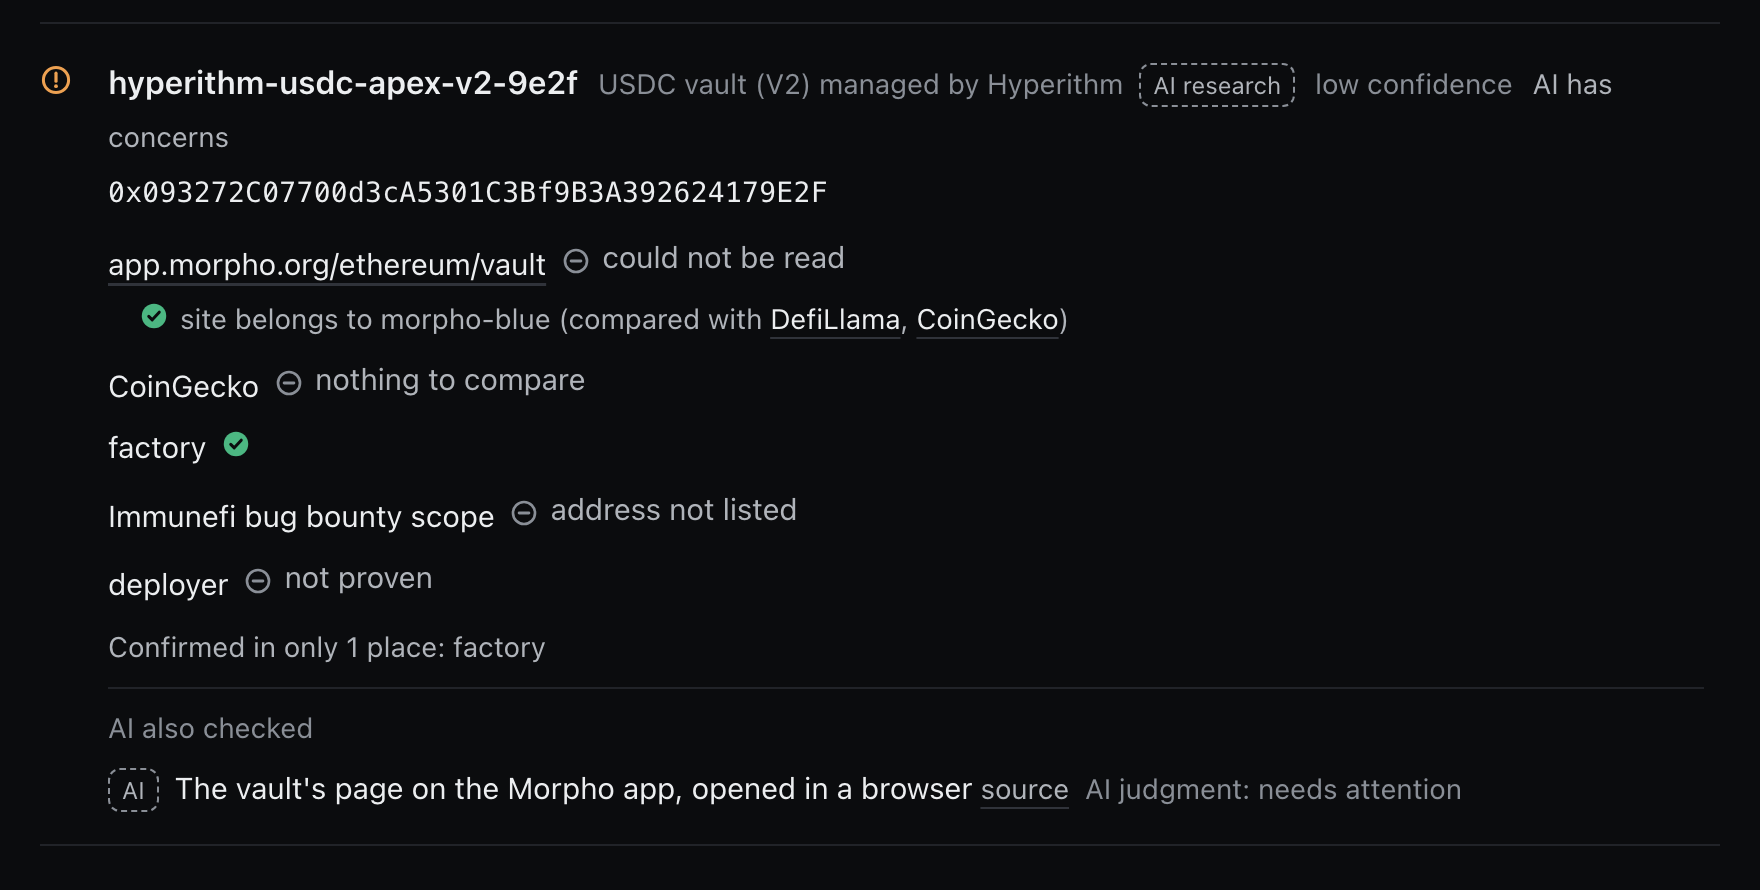 hyperithm-usdc-apex-v2-9e2f USDC vault (V2) managed by Hyperithm AI research low confidence AI has
concerns
0x093272C07700d3cA5301C3Bf9B3A392624179E2F
app.morpho.org/ethereum/vault could not be read
site belongs to morpho-blue (compared with DefiLlama, CoinGecko)
CoinGecko nothing to compare
factory
Immunefi bug bounty scope address not listed
deployer not proven
Confirmed in only 1 place: factory
AI also checked
AI The vault's page on the Morpho app, opened in a browser source AI judgment: needs attention